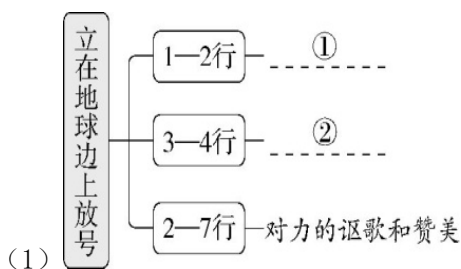 立在地球边上放号
1—2行
①
3—4行
②
2—7行
对力的讴歌和赞美
（1）